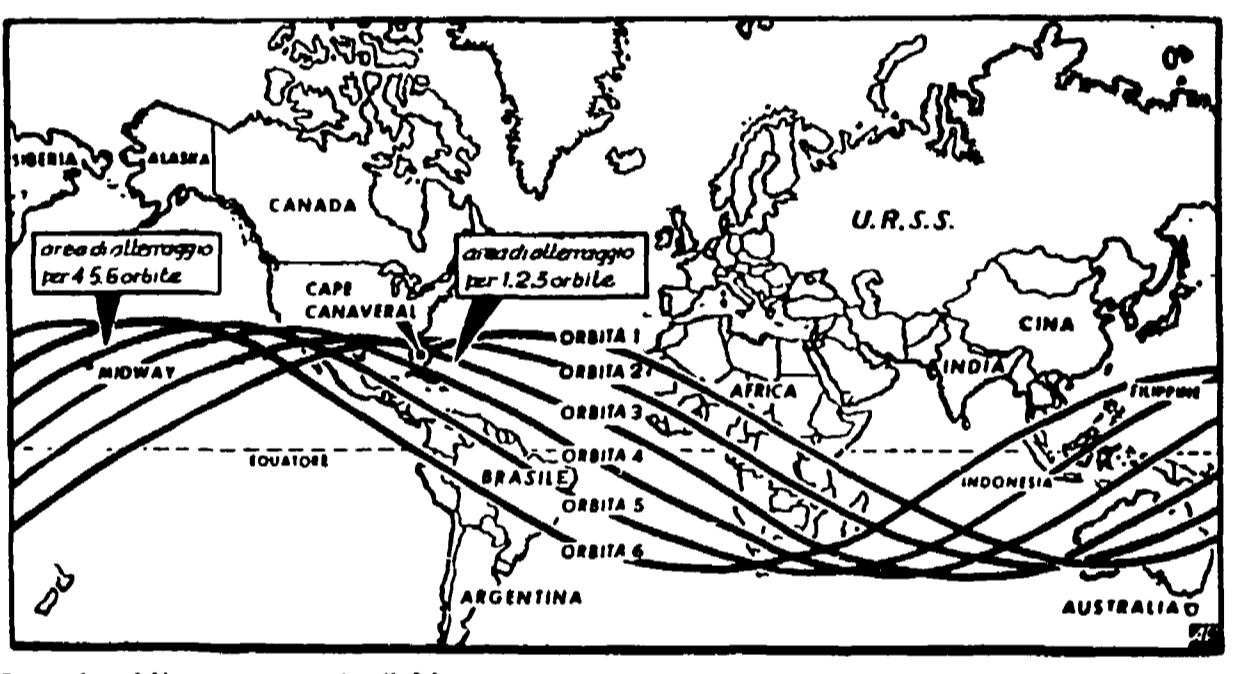 SIBERIA
ALASKA
CANADA
U.R.S.S.
area di atterraggio
per 4 5.6 orbite
area di atterraggio
per 1.2.3 orbite
CAPE
CANAVERAL
CINA
ORBITA 1
MIDWAY
ORBITA 2
AFRICA
INDIA
FILIPPINE
ORBITA 3
EQUATORE
ORBITA 4
BRASILE
INDONESIA
ORBITA 5
ORBITA 6
ARGENTINA
AUSTRALIA